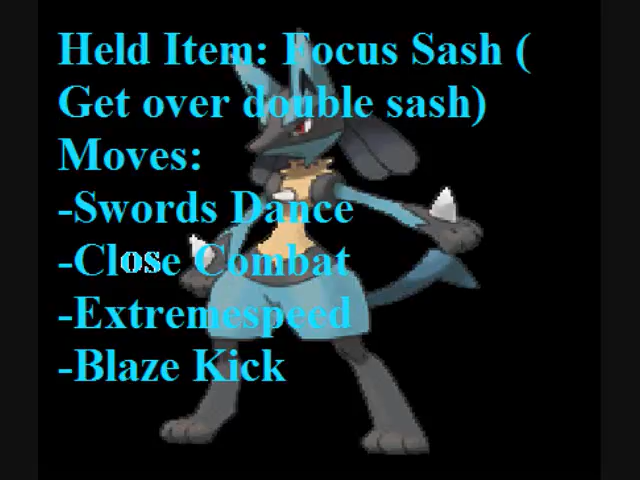 Held Item: Focus Sash (
Get over double sash)
Moves:
-Swords Dance
-Close Combat
-Extremespeed
-Blaze Kick